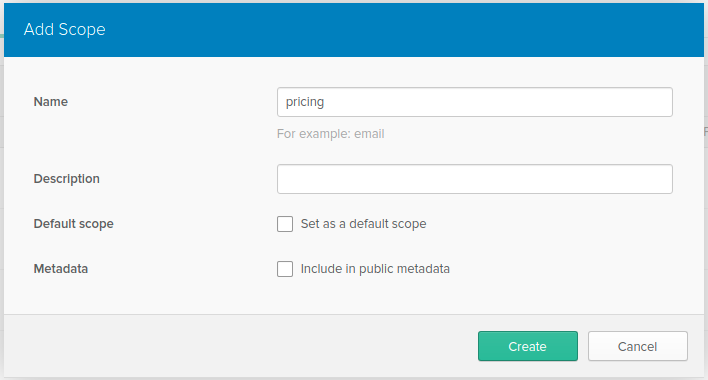 Add Scope
Name
pricing
For example: email
Description
Default scope
Set as a default scope
Metadata
Include in public metadata
Create
Cancel